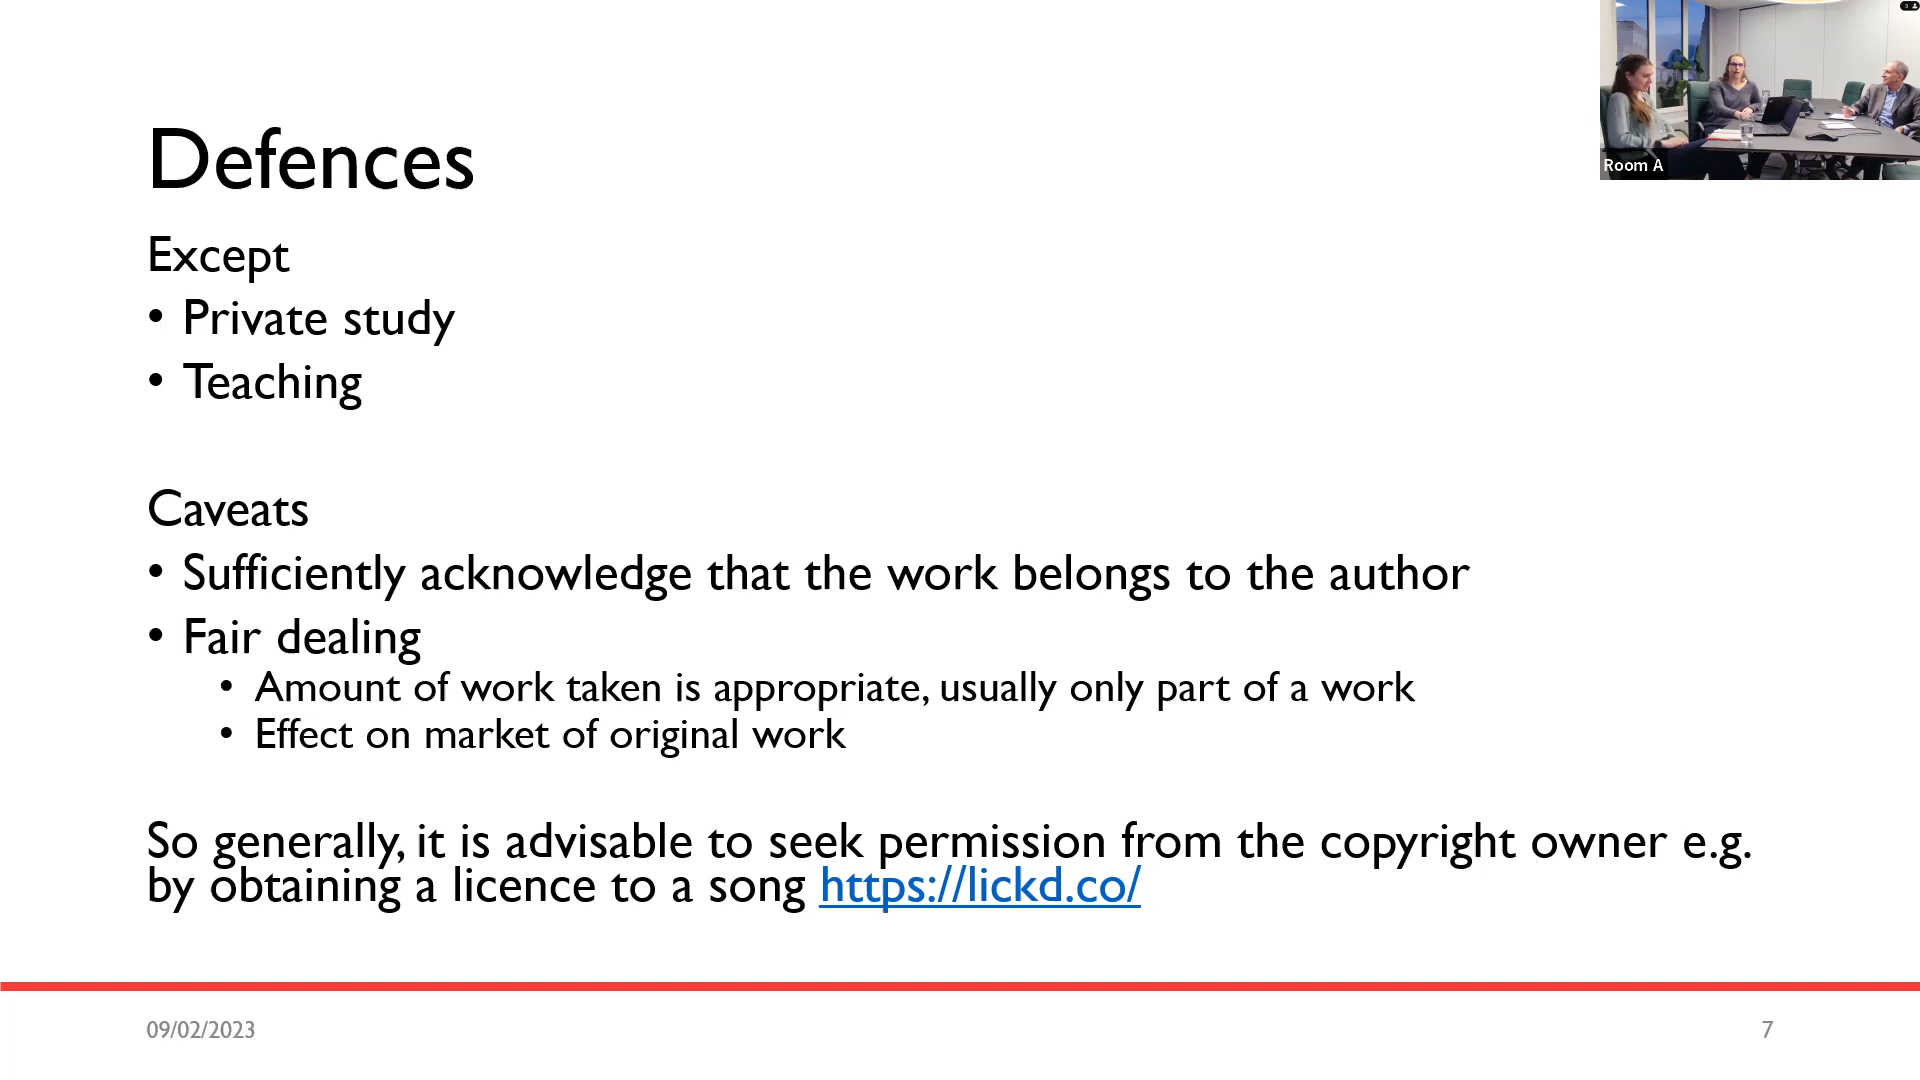 Room A
Defences
Except
• Private study
• Teaching
Caveats
• Sufficiently acknowledge that the work belongs to the author
• Fair dealing
• Amount of work taken is appropriate, usually only part of a work
• Effect on market of original work
So generally, it is advisable to seek permission from the copyright owner e.g.
by obtaining a licence to a song https://lickd.co/
09/02/2023
7